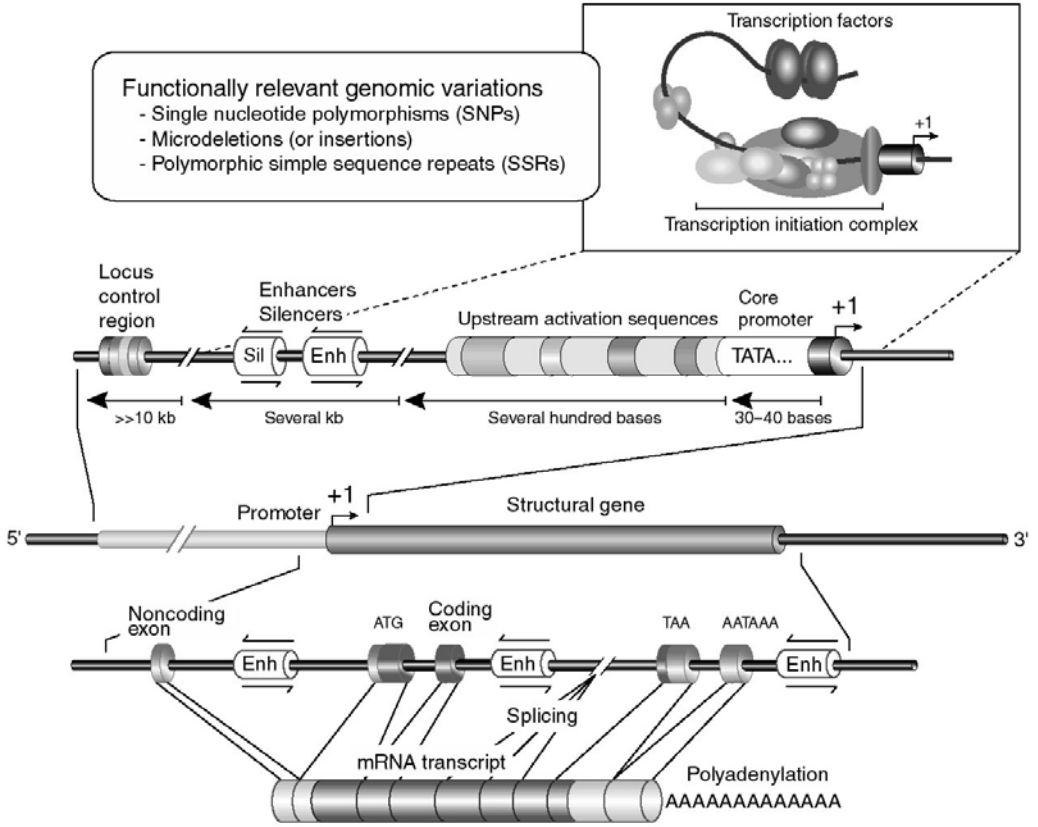 Transcription factors
+1
Transcription initiation complex
Functionally relevant genomic variations
- Single nucleotide polymorphisms (SNPs)
- Microdeletions (or insertions)
- Polymorphic simple sequence repeats (SSRs)
Locus
control
region
Enhancers
Silencers
Upstream activation sequences
Core
promoter
+1
Sil
Enh
TATA...
>>10 kb
Several kb
Several hundred bases
30–40 bases
Promoter
+1
Structural gene
5'
3'
Noncoding
exon
ATG
Coding
exon
TAA
AATAAA
Enh
Enh
Enh
Splicing
mRNA transcript
Polyadenylation
AAAAAAAAAAAAA